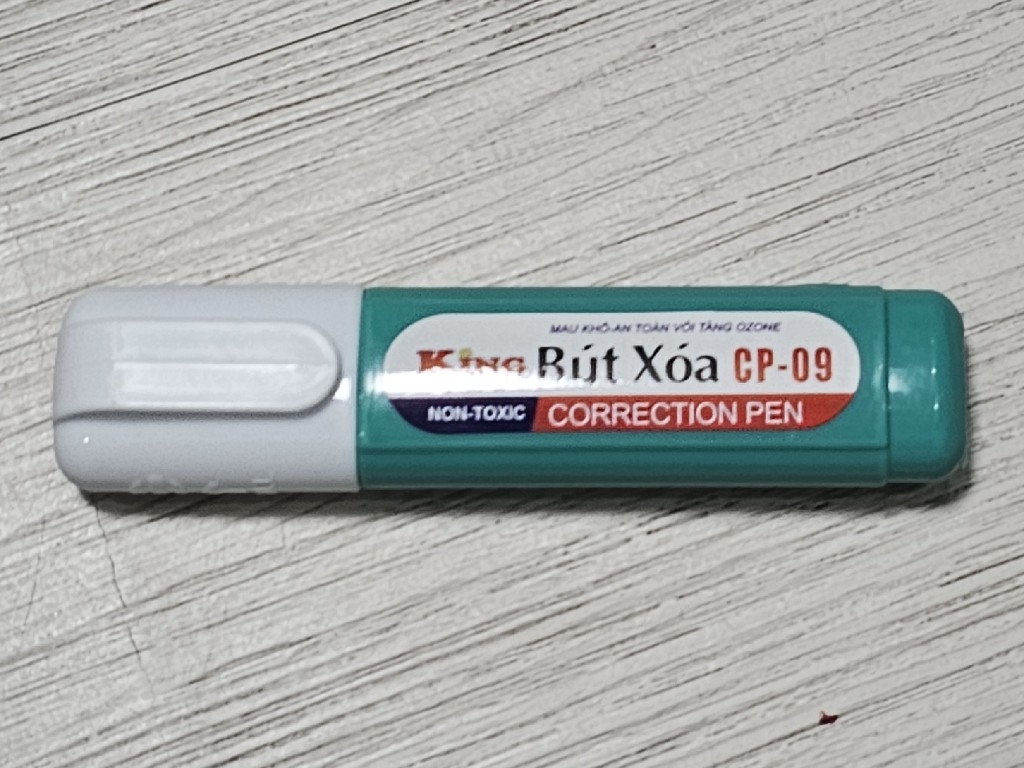 MAU KHÔ-AN TOÀN VỚI TẦNG OZONE
KING Bút Xóa CP-09
NON-TOXIC CORRECTION PEN